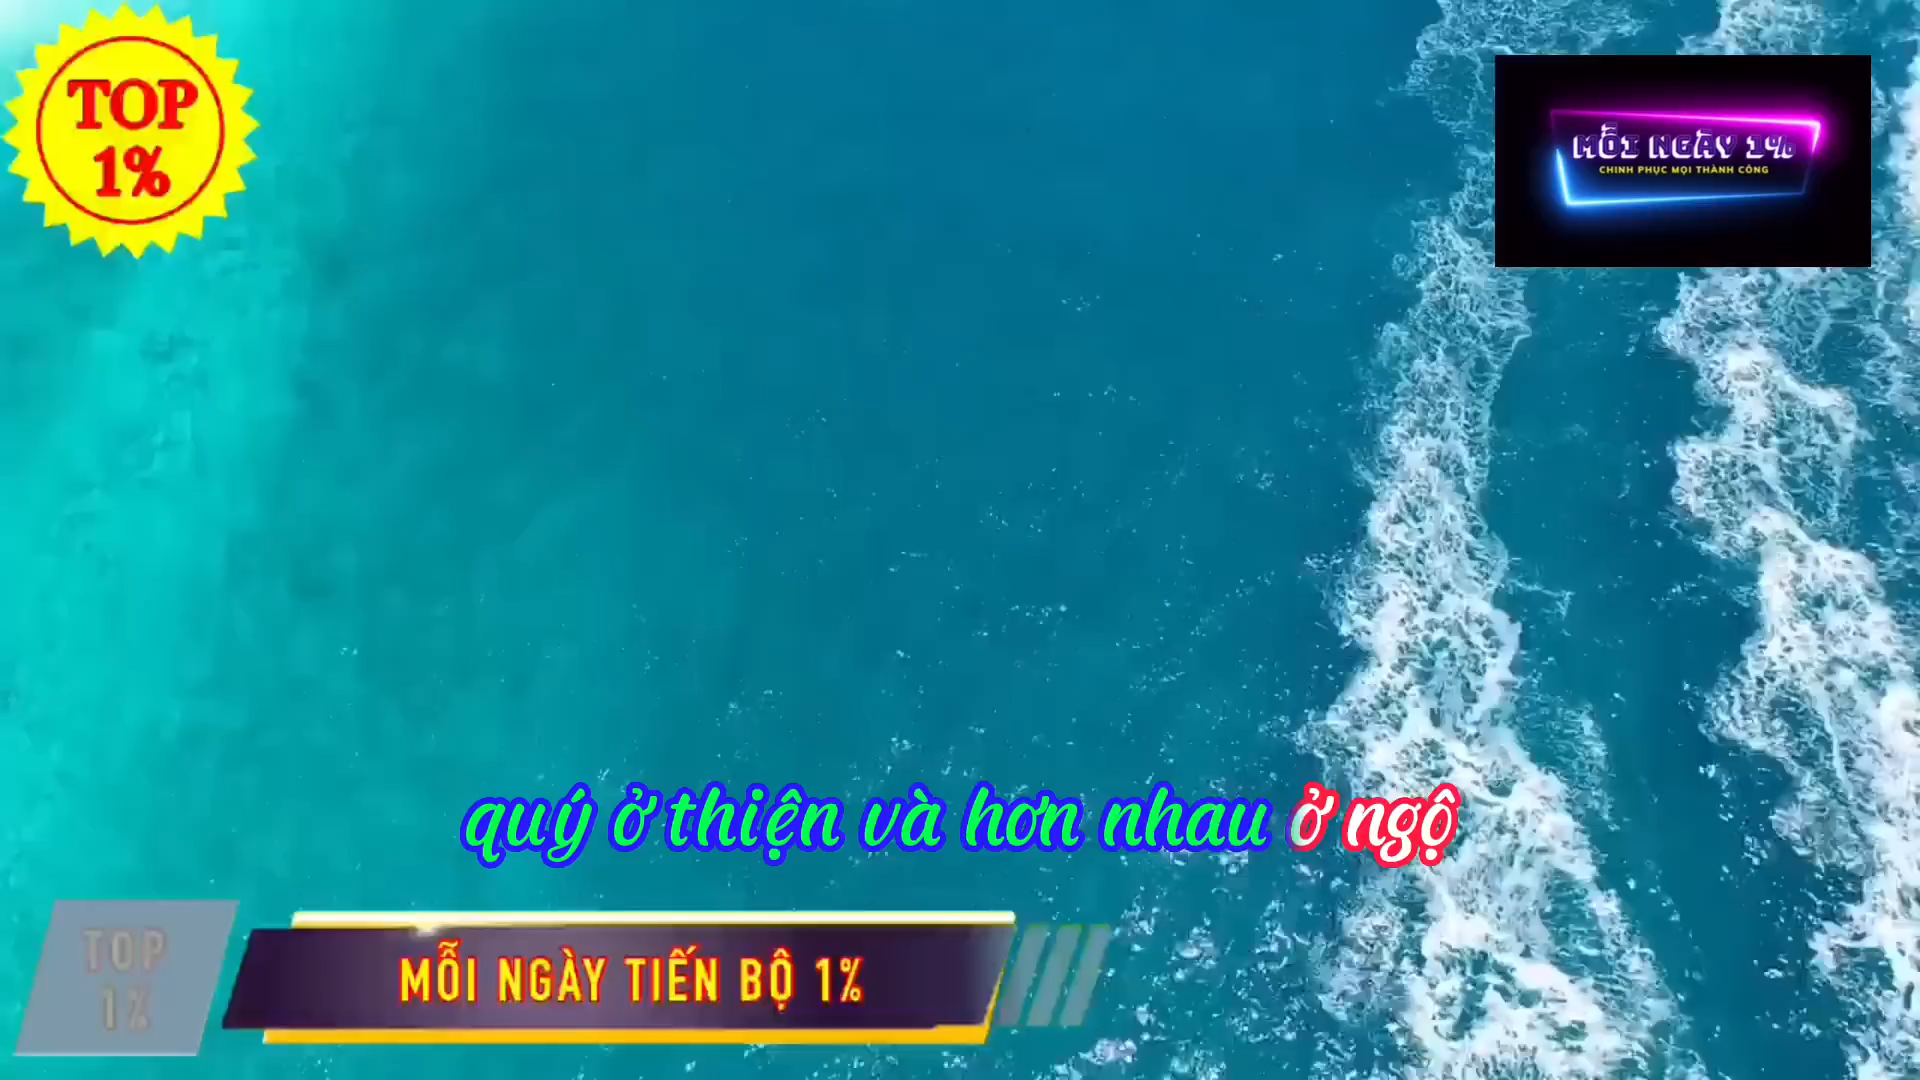 TOP
1%
MỖI NGÀY 1%
CHINH PHỤC MỌI THÀNH CÔNG
quý ở thiện và hơn nhau ở ngộ
TOP
1%
MỖI NGÀY TIẾN BỘ 1%